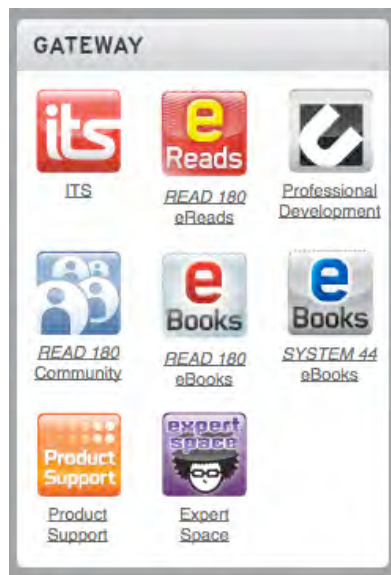 GATEWAY
its
e
Reads
ITS
READ 180
eReads
Professional
Development
e
Books
e
Books
READ 180
Community
READ 180
eBooks
SYSTEM 44
eBooks
Product
Support
expert
space
Product
Support
Expert
Space